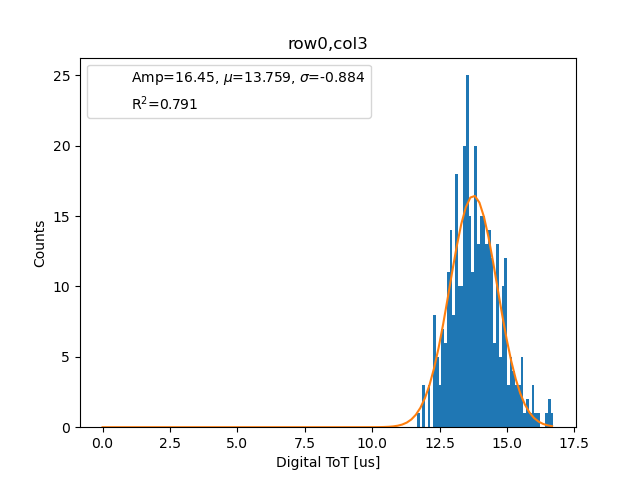 row0,col3
Amp=16.45, μ=13.759, σ=-0.884
R²=0.791
25
20
15
10
5
0
Counts
0.0 2.5 5.0 7.5 10.0 12.5 15.0 17.5
Digital ToT [us]